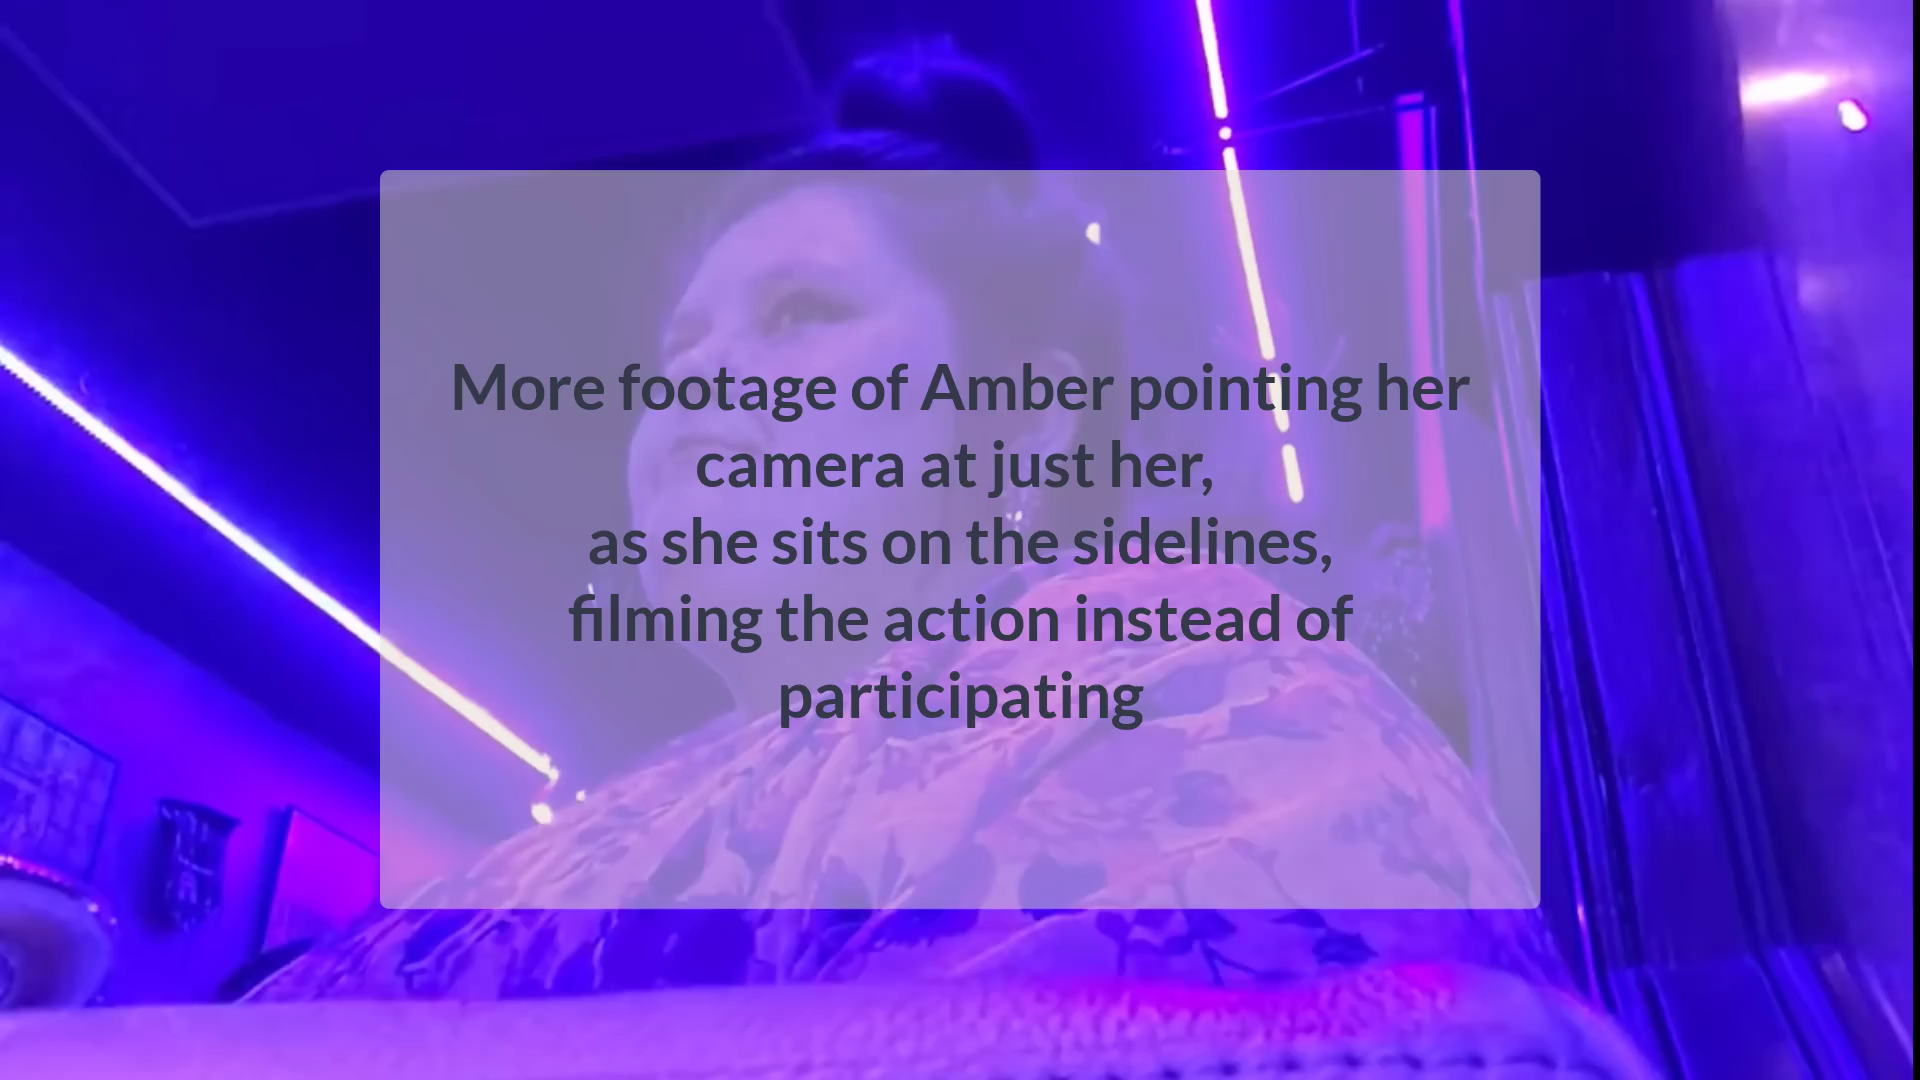 More footage of Amber pointing her
camera at just her,
as she sits on the sidelines,
filming the action instead of
participating